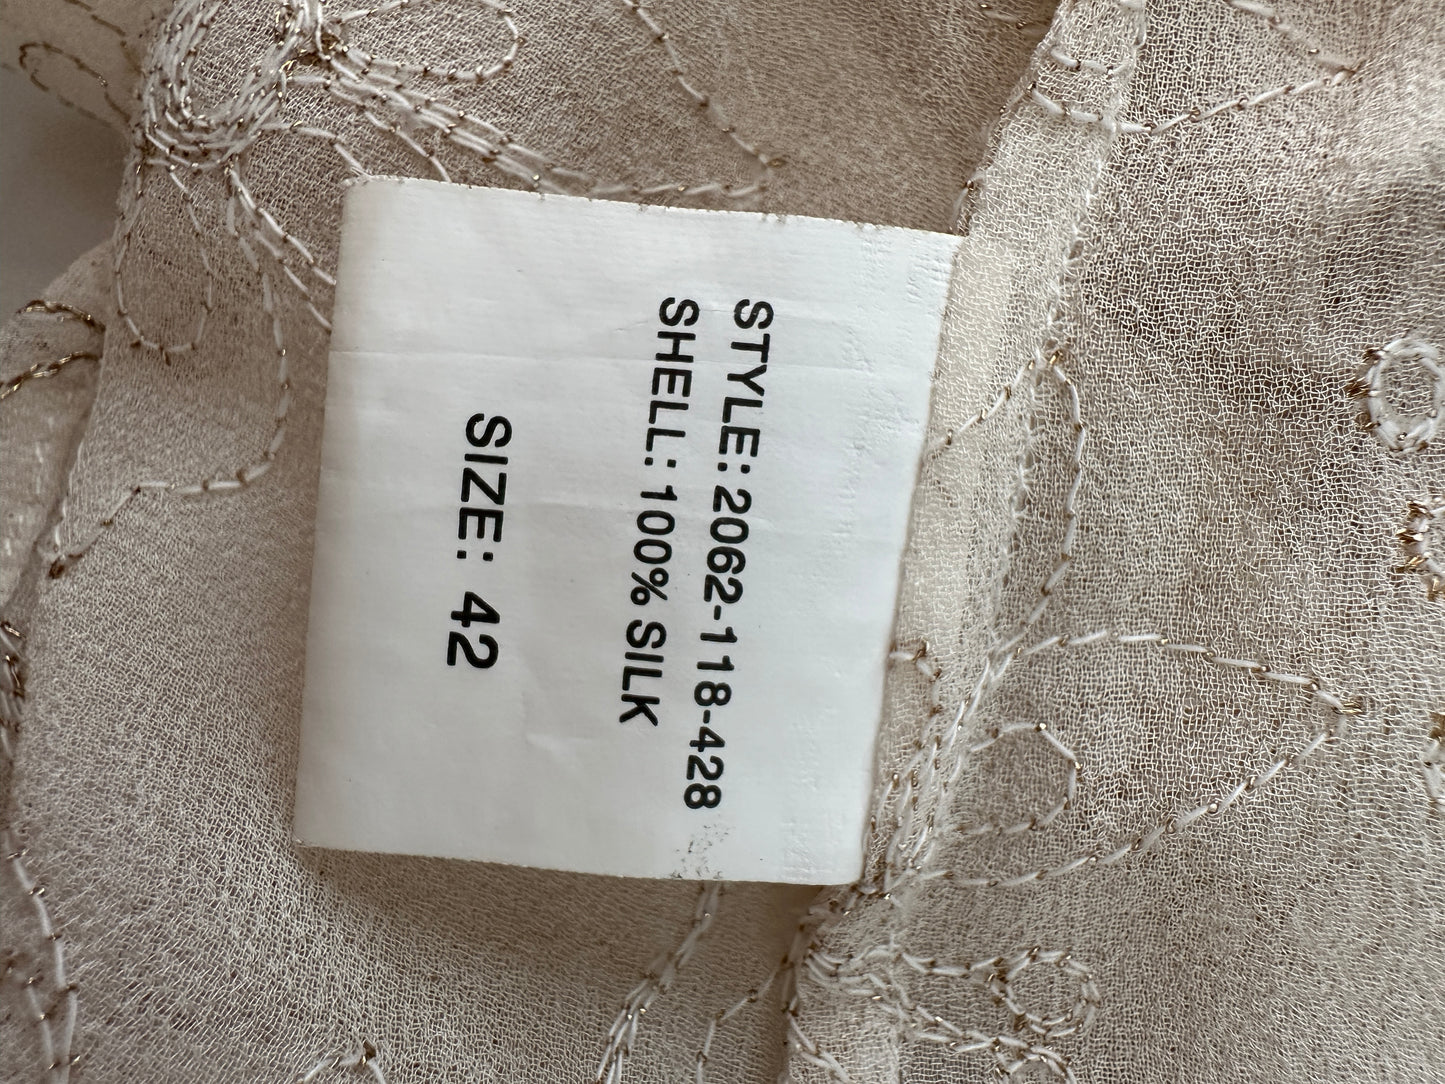 STYLE: 2062-118-428
SHELL: 100% SILK
SIZE: 42